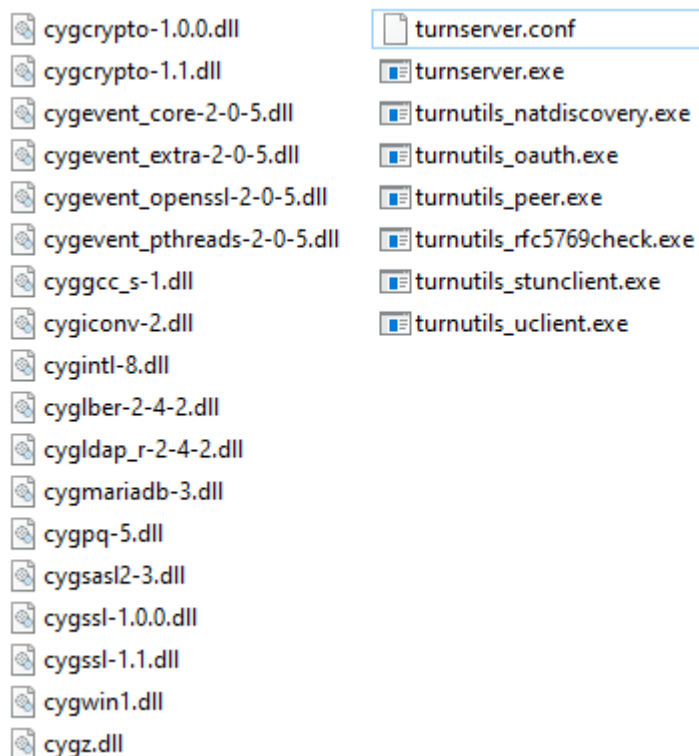 cygcrypto-1.0.0.dll
cygcrypto-1.1.dll
cygevent_core-2-0-5.dll
cygevent_extra-2-0-5.dll
cygevent_openssl-2-0-5.dll
cygevent_pthreads-2-0-5.dll
cyggcc_s-1.dll
cygiconv-2.dll
cygintl-8.dll
cyglber-2-4-2.dll
cygldap_r-2-4-2.dll
cygmariadb-3.dll
cygpq-5.dll
cygsasl2-3.dll
cygssl-1.0.0.dll
cygssl-1.1.dll
cygwin1.dll
cygz.dll
turnserver.conf
turnserver.exe
turnutils_natdiscovery.exe
turnutils_oauth.exe
turnutils_peer.exe
turnutils_rfc5769check.exe
turnutils_stunclient.exe
turnutils_uclient.exe